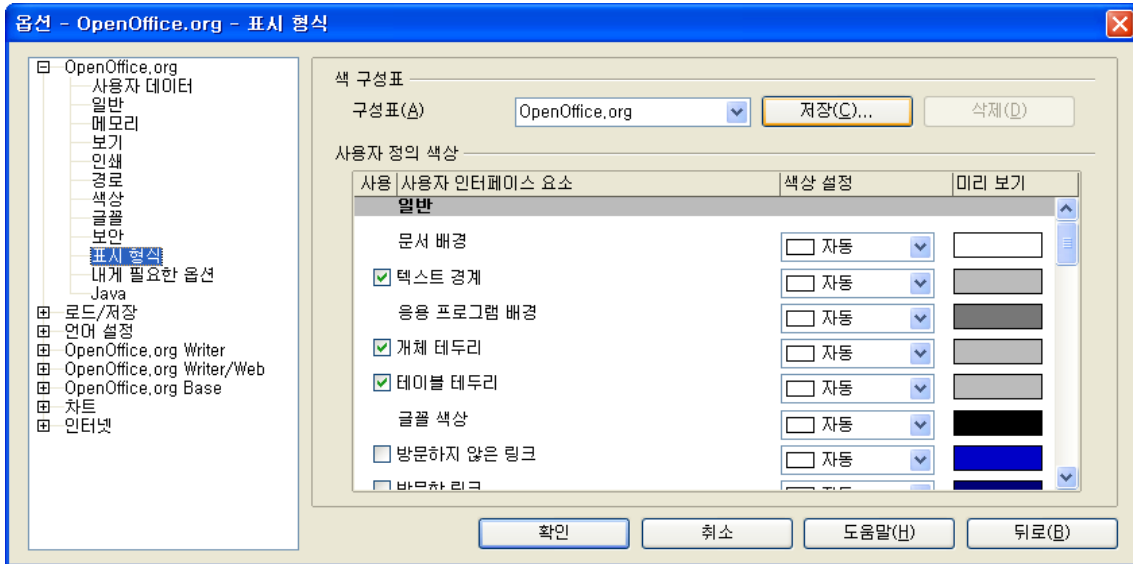 옵션 - OpenOffice.org - 표시 형식
OpenOffice.org
사용자 데이터
일반
메모리
보기
인쇄
경로
색상
글꼴
보안
표시 형식
내게 필요한 옵션
Java
로드/저장
언어 설정
OpenOffice.org Writer
OpenOffice.org Writer/Web
OpenOffice.org Base
차트
인터넷
색 구성표
구성표(A) OpenOffice.org 저장(C)... 삭제(D)
사용자 정의 색상
사용 사용자 인터페이스 요소 색상 설정 미리 보기
일반
문서 배경 자동
텍스트 경계 자동
응용 프로그램 배경 자동
개체 테두리 자동
테이블 테두리 자동
글꼴 색상 자동
방문하지 않은 링크 자동
방문한 링크
확인 취소 도움말(H) 뒤로(B)